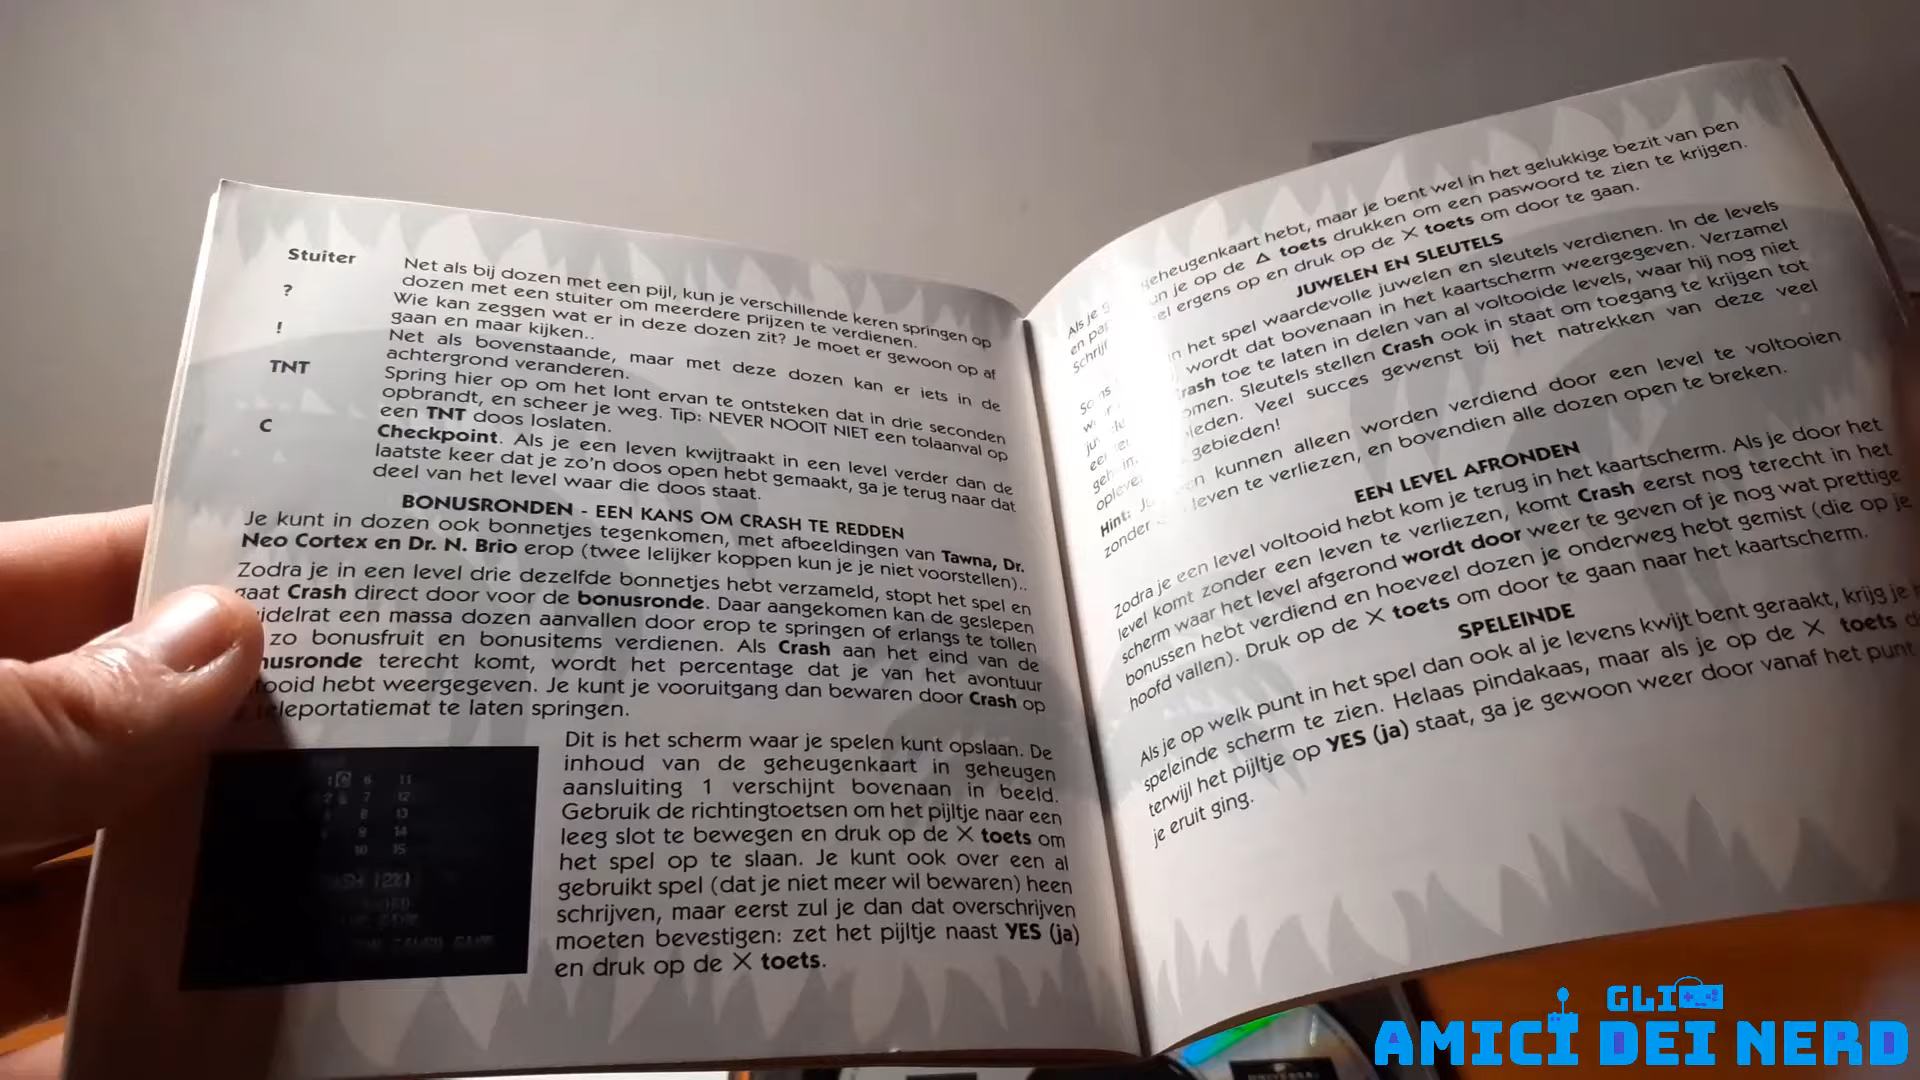 Stuiter
Net als bij dozen met een pijl, kun je verschillende keren springen op
dozen met een stuiter om meerdere prijzen te verdienen.
?
Wie kan zeggen wat er in deze dozen zit? Je moet er gewoon op af
gaan en maar kijken..
!
Net als bovenstaande, maar met deze dozen kan er iets in de
achtergrond veranderen.
TNT
Spring hier op om het lont ervan te ontsteken dat in drie seconden
opbrandt, en scheer je weg. Tip: NEVER NOOIT NIET een tolaanval op
een TNT doos loslaten.
C
Checkpoint. Als je een leven kwijtraakt in een level verder dan de
laatste keer dat je zo'n doos open hebt gemaakt, ga je terug naar dat
deel van het level waar die doos staat.
BONUSRONDEN - EEN KANS OM CRASH TE REDDEN
Je kunt in dozen ook bonnetjes tegenkomen, met afbeeldingen van Tawna, Dr.
Neo Cortex en Dr. N. Brio erop (twee lelijker koppen kun je je niet voorstellen)..
Zodra je in een level drie dezelfde bonnetjes hebt verzameld, stopt het spel en
gaat Crash direct door voor de bonusronde. Daar aangekomen kan de geslepen
een massa dozen aanvallen door erop te springen of erlangs te tollen
zo bonusfruit en bonusitems verdienen. Als Crash aan het eind van de
terecht komt, wordt het percentage dat je van het avontuur
hebt weergegeven. Je kunt je vooruitgang dan bewaren door Crash op
teleportatiemat te laten springen.
1 6 11
2 7 12
8 13
9 14
10 15
Dit is het scherm waar je spelen kunt opslaan. De
inhoud van de geheugenkaart in geheugen
aansluiting 1 verschijnt bovenaan in beeld.
Gebruik de richtingtoetsen om het pijltje naar een
leeg slot te bewegen en druk op de X toets om
het spel op te slaan. Je kunt ook over een al
gebruikt spel (dat je niet meer wil bewaren) heen
schrijven, maar eerst zul je dan dat overschrijven
moeten bevestigen: zet het pijltje naast YES (ja)
en druk op de X toets.
Als je geheugenkaart hebt, maar je bent wel in het gelukkige bezit van pen
en je op de △ toets drukken om een paswoord te zien te krijgen.
ergens op en druk op de X toets om door te gaan.
JUWELEN EN SLEUTELS
in het spel waardevolle juwelen en sleutels verdienen. In de levels
wordt dat bovenaan in het kaartscherm weergegeven. Verzamel
Crash toe te laten in delen van al voltooide levels, waar hij nog niet
Sleutels stellen Crash ook in staat om toegang te krijgen tot
Veel succes gewenst bij het natrekken van deze veel
gebieden!
Hint: kunnen alleen worden verdiend door een level te voltooien
zonder leven te verliezen, en bovendien alle dozen open te breken.
EEN LEVEL AFRONDEN
Zodra je een level voltooid hebt kom je terug in het kaartscherm. Als je door het
level komt zonder een leven te verliezen, komt Crash eerst nog terecht in het
scherm waar het level afgerond wordt door weer te geven of je nog wat prettige
bonussen hebt verdiend en hoeveel dozen je onderweg hebt gemist (die op je
hoofd vallen). Druk op de X toets om door te gaan naar het kaartscherm.
SPELEINDE
Als je op welk punt in het spel dan ook al je levens kwijt bent geraakt, krijg je
speleinde scherm te zien. Helaas pindakaas, maar als je op de X toets
terwijl het pijltje op YES (ja) staat, ga je gewoon weer door vanaf het punt
je eruit ging.
GLI
AMICI DEI NERD